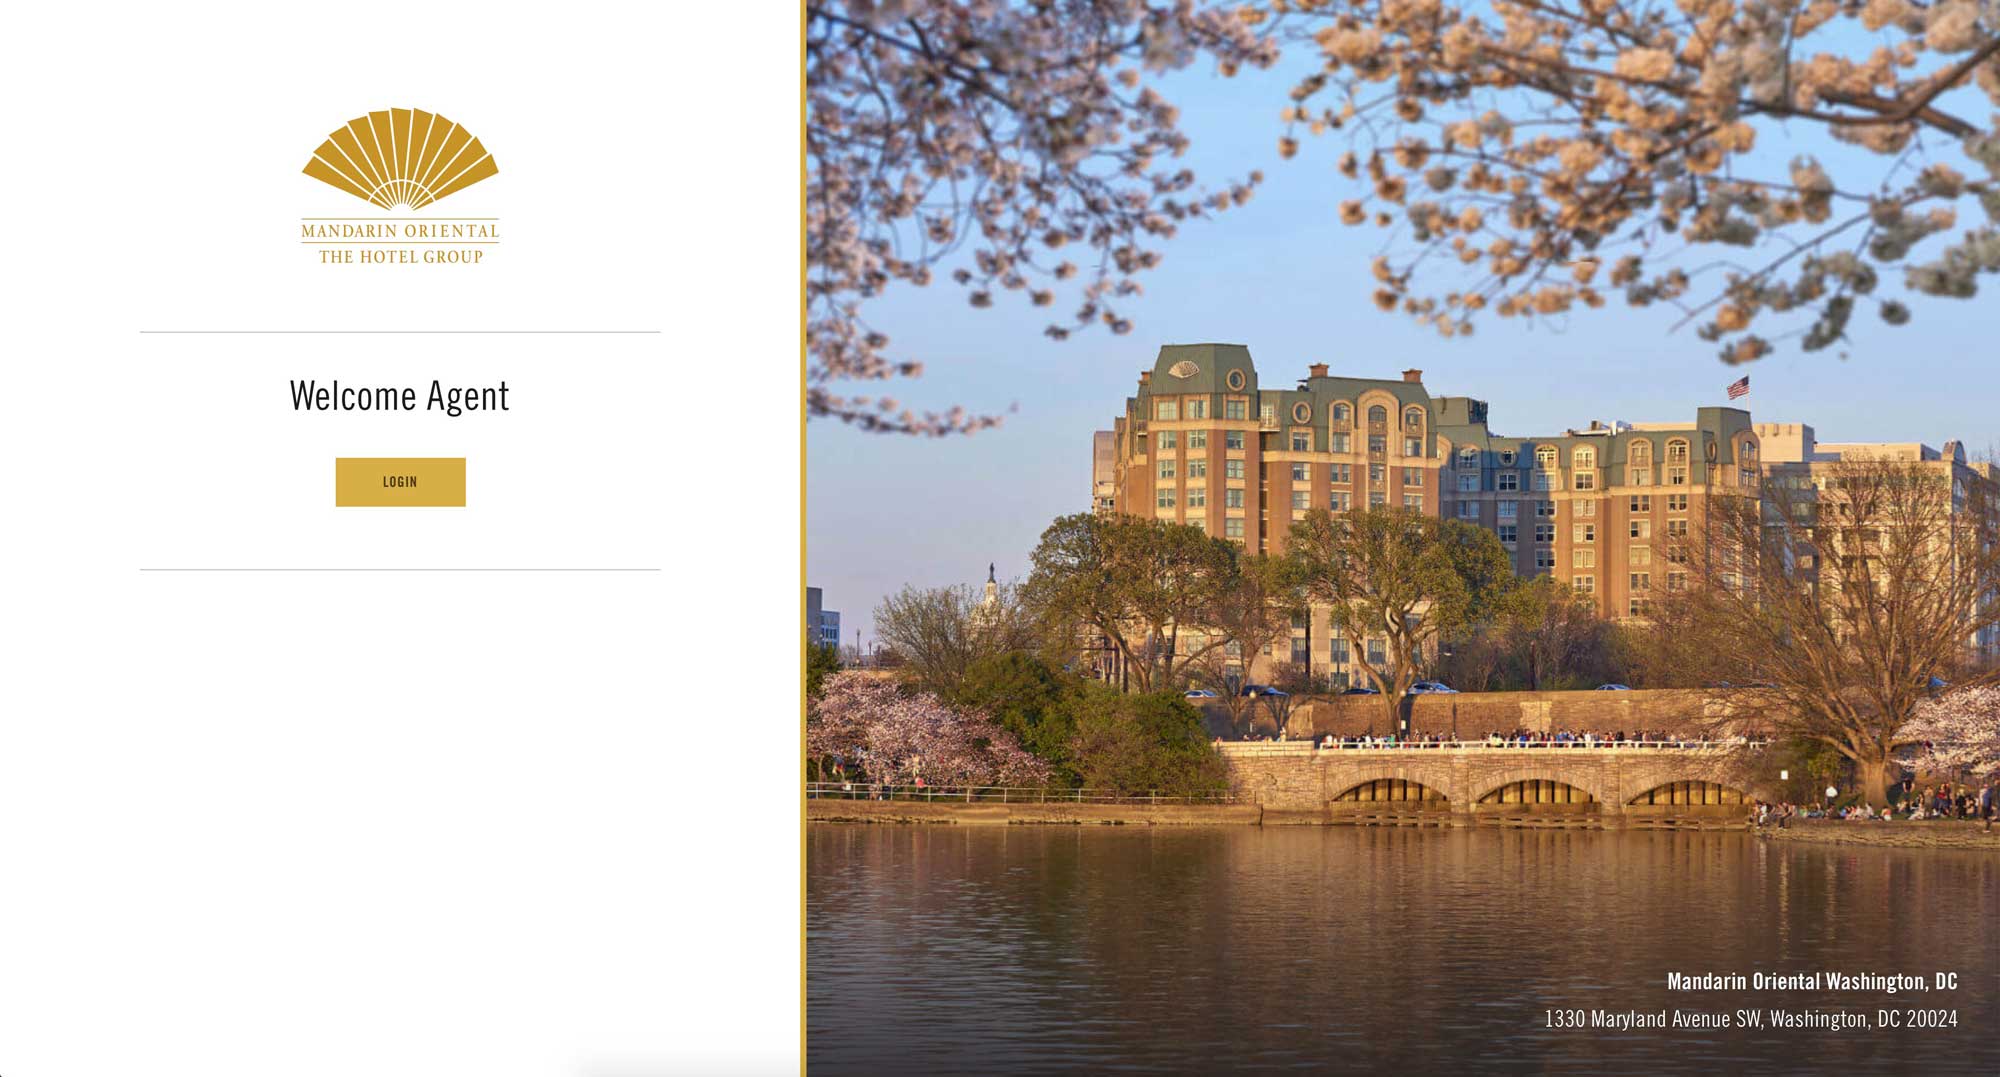 MANDARIN ORIENTAL
THE HOTEL GROUP
Welcome Agent
LOGIN
Mandarin Oriental Washington, DC
1330 Maryland Avenue SW, Washington, DC 20024